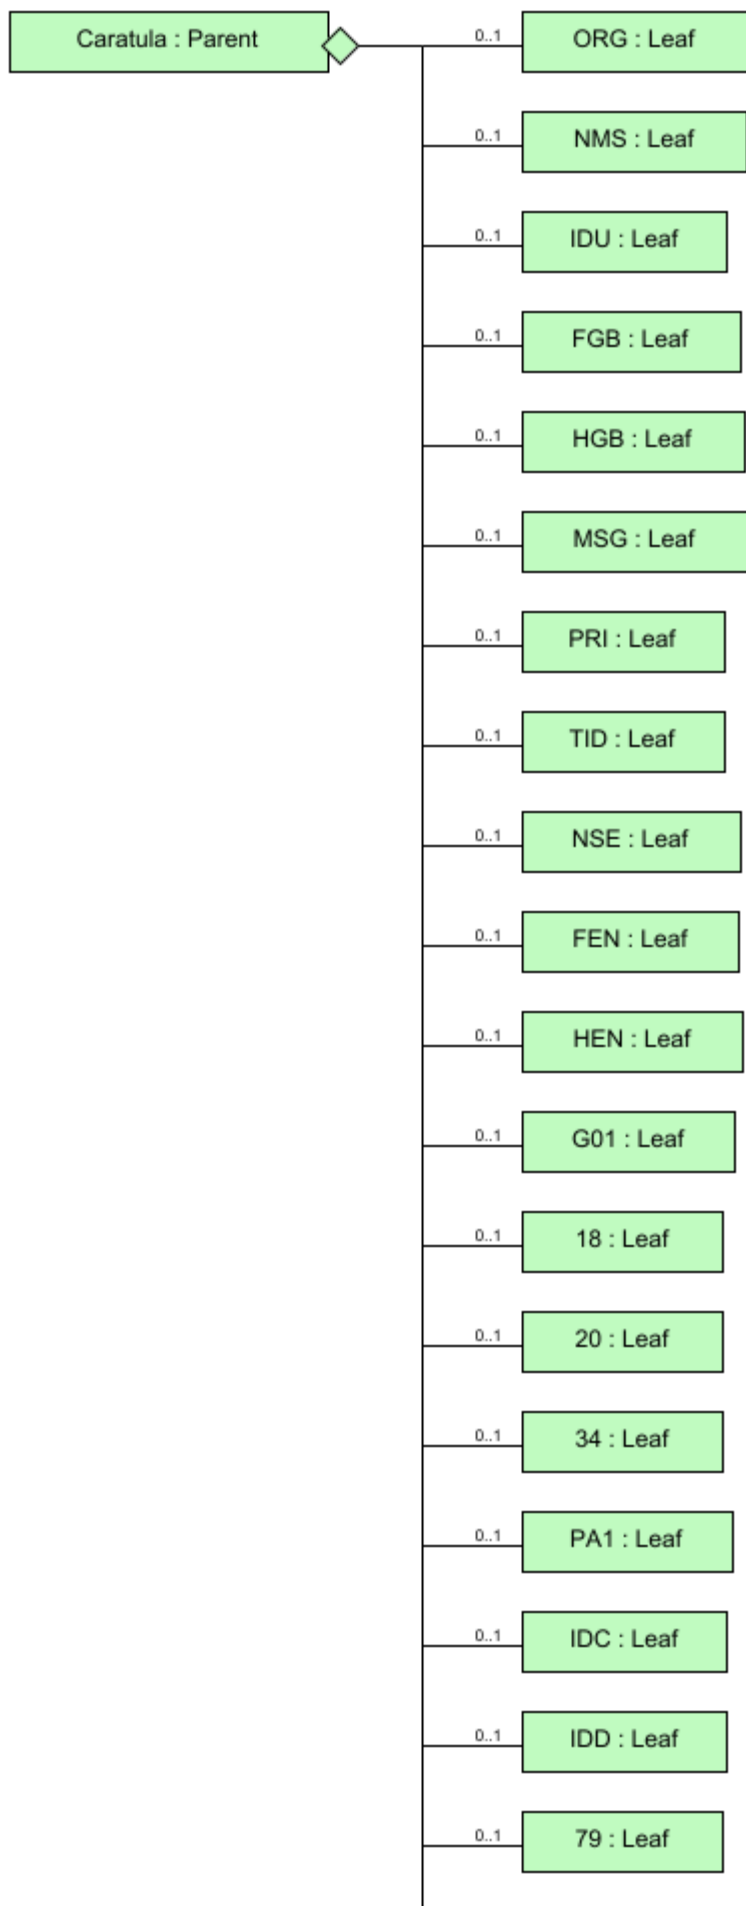 Caratula : Parent
0..1 ORG : Leaf
0..1 NMS : Leaf
0..1 IDU : Leaf
0..1 FGB : Leaf
0..1 HGB : Leaf
0..1 MSG : Leaf
0..1 PRI : Leaf
0..1 TID : Leaf
0..1 NSE : Leaf
0..1 FEN : Leaf
0..1 HEN : Leaf
0..1 G01 : Leaf
0..1 18 : Leaf
0..1 20 : Leaf
0..1 34 : Leaf
0..1 PA1 : Leaf
0..1 IDC : Leaf
0..1 IDD : Leaf
0..1 79 : Leaf